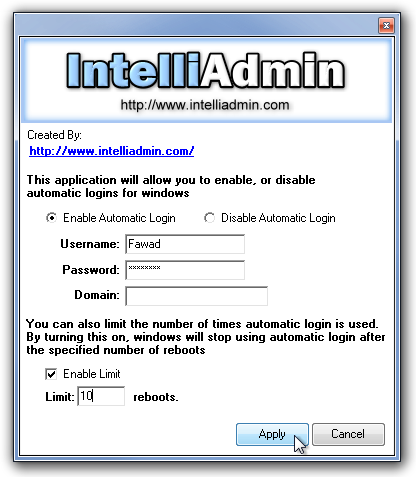 IntelliAdmin
http://www.intelliadmin.com
Created By:
http://www.intelliadmin.com/
This application will allow you to enable, or disable
automatic logins for windows
Enable Automatic Login Disable Automatic Login
Username: Fawad
Password: ********
Domain:
You can also limit the number of times automatic login is used.
By turning this on, windows will stop using automatic login after
the specified number of reboots
Enable Limit
Limit: 10 reboots.
Apply Cancel